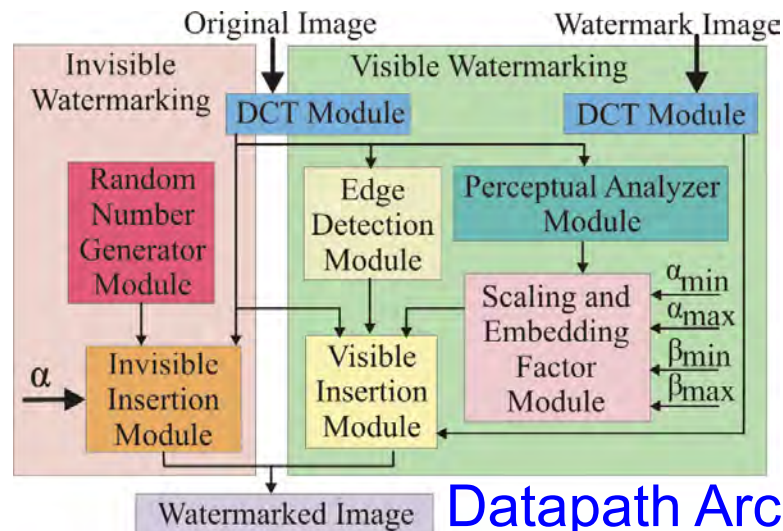 Original Image
Watermark Image
Invisible
Watermarking
Visible Watermarking
DCT Module
DCT Module
Random
Number
Generator
Module
Edge
Detection
Module
Perceptual Analyzer
Module
Scaling and
Embedding
Factor
Module
αmin
αmax
βmin
βmax
α
Invisible
Insertion
Module
Visible
Insertion
Module
Watermarked Image
Datapath Arc